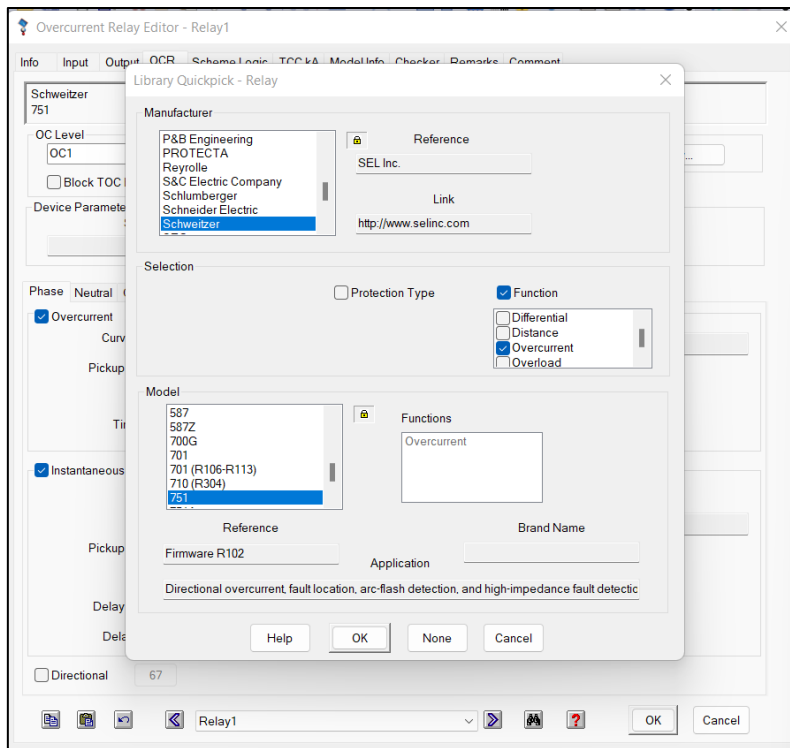 Overcurrent Relay Editor - Relay1
Info Input Output OCR Scheme Logic TCC kA Model Info Checker Remarks Comment
Library Quickpick - Relay
Schweitzer
751
OC Level
OC1
Block TOC
Device Paramete
Phase Neutral
Overcurrent
Curv
Pickup
Instantaneous
Pickup
Delay
Dela
Directional 67
Manufacturer
P&B Engineering
PROTECTA
Reyrolle
S&C Electric Company
Schlumberger
Schneider Electric
Schweitzer
Reference
SEL Inc.
Link
http://www.selinc.com
Selection
Protection Type
Function
Differential
Distance
Overcurrent
Overload
Model
587
587Z
700G
701
701 (R106-R113)
710 (R304)
751
Functions
Overcurrent
Reference
Firmware R102
Brand Name
Application
Directional overcurrent, fault location, arc-flash detection, and high-impedance fault detectic
Help OK None Cancel
Relay1
OK Cancel